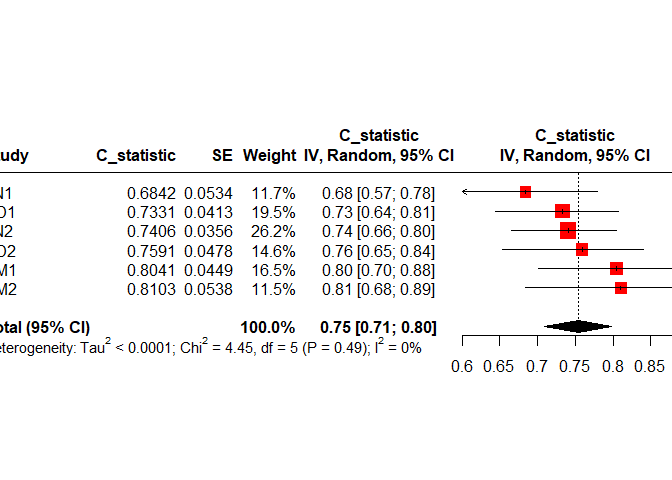 C_statistic C_statistic
udy C_statistic SE Weight IV, Random, 95% CI IV, Random, 95% CI
N1 0.6842 0.0534 11.7% 0.68 [0.57; 0.78]
O1 0.7331 0.0413 19.5% 0.73 [0.64; 0.81]
N2 0.7406 0.0356 26.2% 0.74 [0.66; 0.80]
O2 0.7591 0.0478 14.6% 0.76 [0.65; 0.84]
M1 0.8041 0.0449 16.5% 0.80 [0.70; 0.88]
M2 0.8103 0.0538 11.5% 0.81 [0.68; 0.89]
otal (95% CI) 100.0% 0.75 [0.71; 0.80]
eterogeneity: Tau² < 0.0001; Chi² = 4.45, df = 5 (P = 0.49); I² = 0%
0.6 0.65 0.7 0.75 0.8 0.85